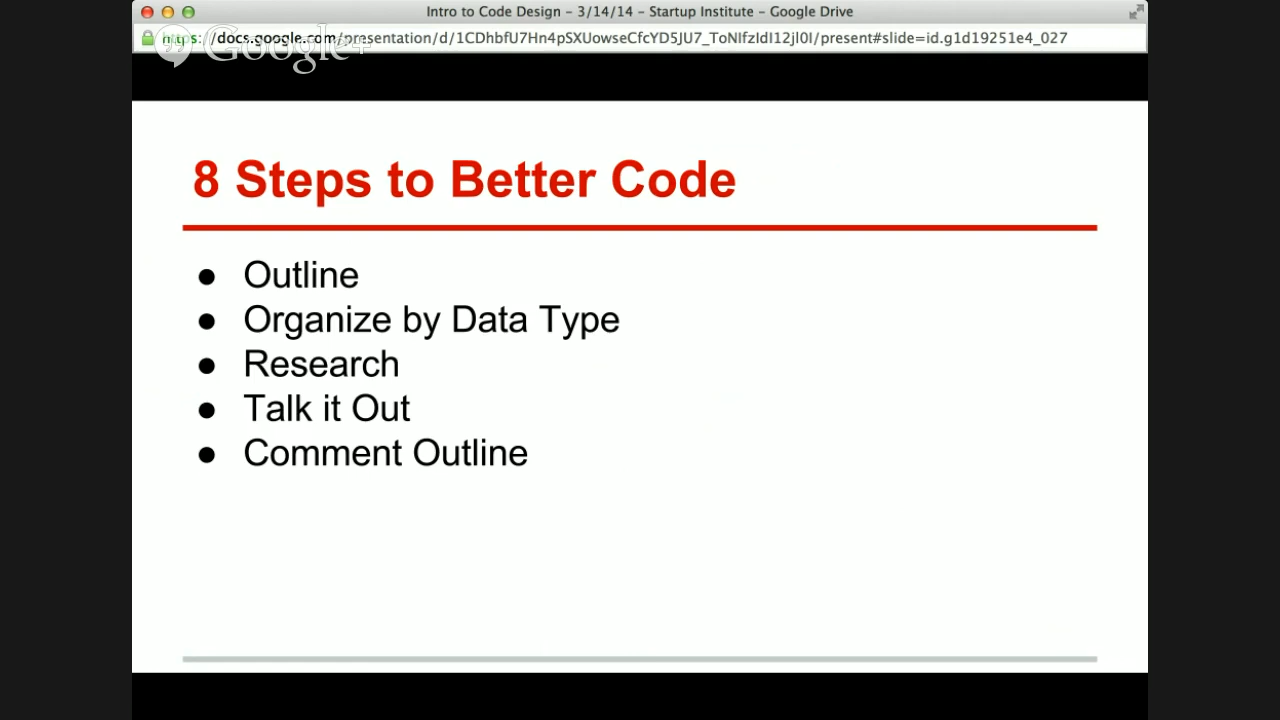 Intro to Code Design – 3/14/14 – Startup Institute – Google Drive
https://docs.google.com/presentation/d/1CDhbfU7Hn4pSXUowseCfcYD5JU7_ToNIfzIdI12jl0I/present#slide=id.g1d19251e4_027
Google+
8 Steps to Better Code
● Outline
● Organize by Data Type
● Research
● Talk it Out
● Comment Outline